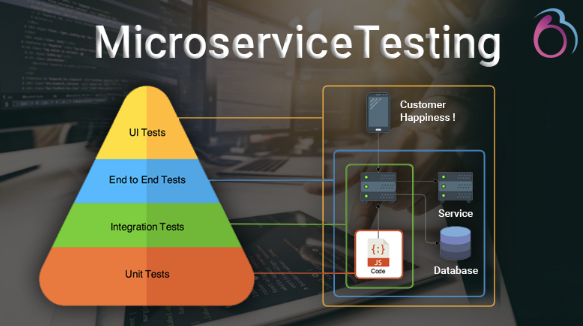 MicroserviceTesting
UI Tests
End to End Tests
Integration Tests
Unit Tests
Customer
Happiness !
Service
Database
{;}
JS
Code